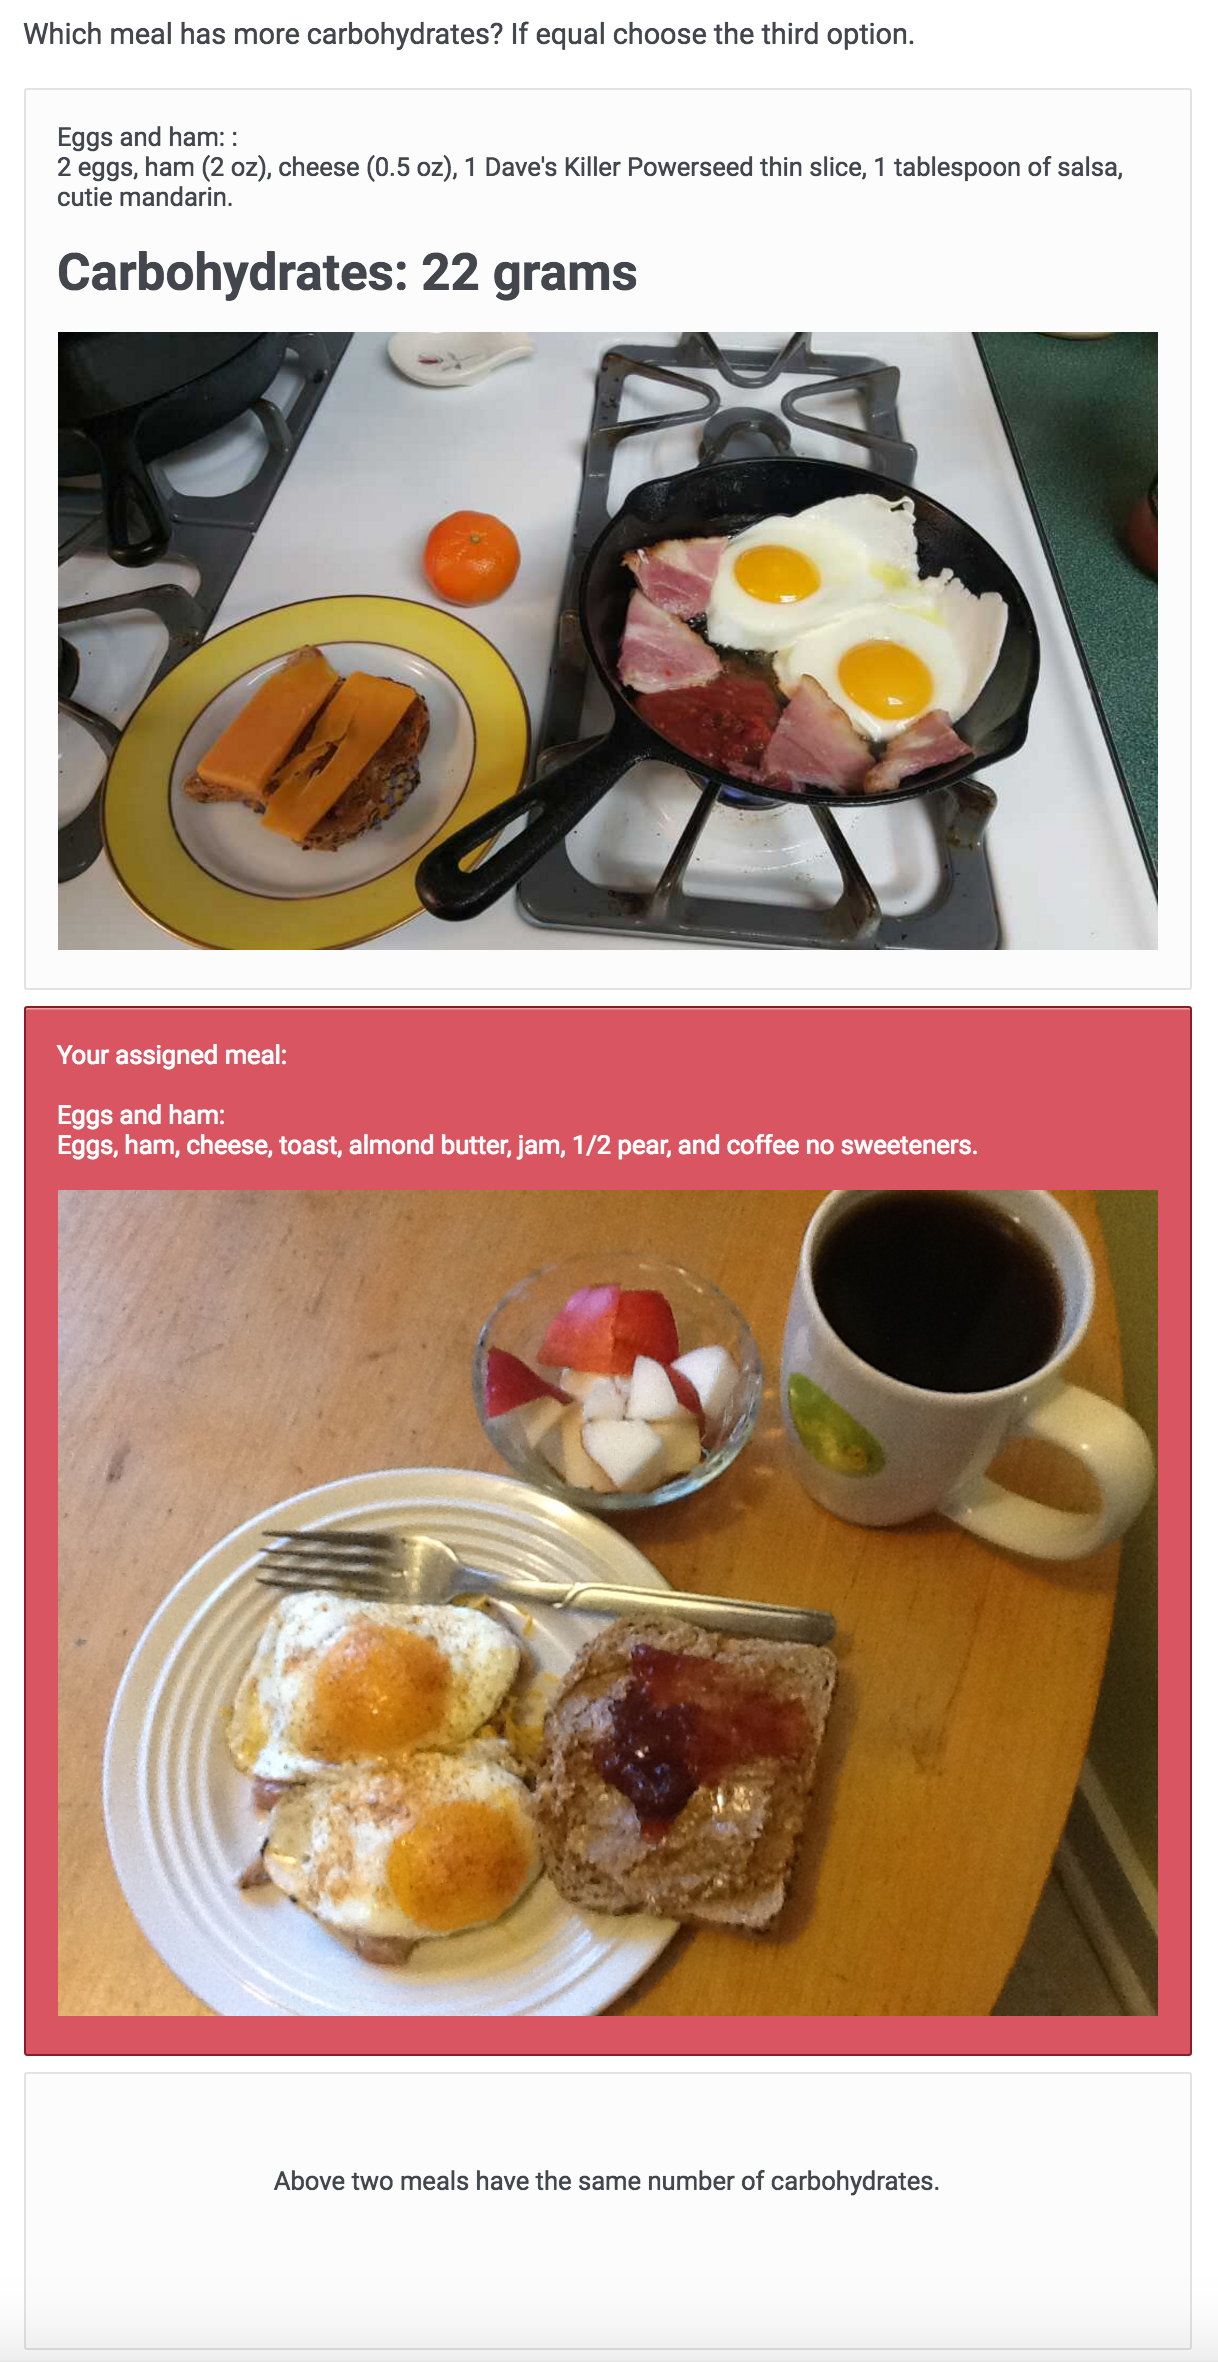 Which meal has more carbohydrates? If equal choose the third option.
Eggs and ham: :
2 eggs, ham (2 oz), cheese (0.5 oz), 1 Dave's Killer Powerseed thin slice, 1 tablespoon of salsa,
cutie mandarin.
Carbohydrates: 22 grams
Your assigned meal:
Eggs and ham:
Eggs, ham, cheese, toast, almond butter, jam, 1/2 pear, and coffee no sweeteners.
Above two meals have the same number of carbohydrates.